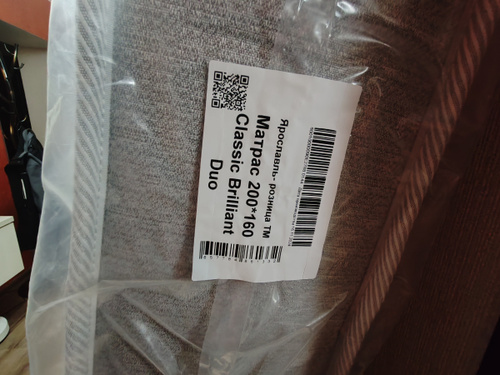 Ярославль- розница ТМ
Матрас 200*160
Classic Brilliant
Duo